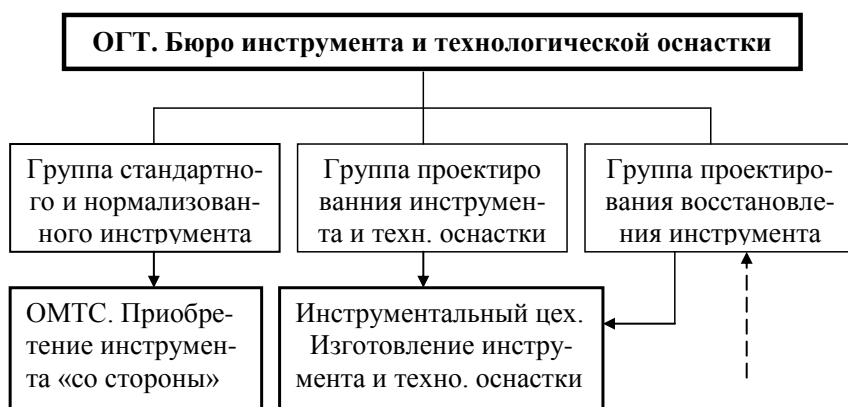 ОГТ. Бюро инструмента и технологической оснастки
Группа стандартно-
го и нормализован-
ного инструмента
Группа проектиро
ванния инструмен-
та и техн. оснастки
Группа проектиро-
вания восстановле-
ния инструмента
ОМТС. Приобре-
тение инструмен-
та «со стороны»
Инструментальный цех.
Изготовление инстру-
мента и техно. оснастки